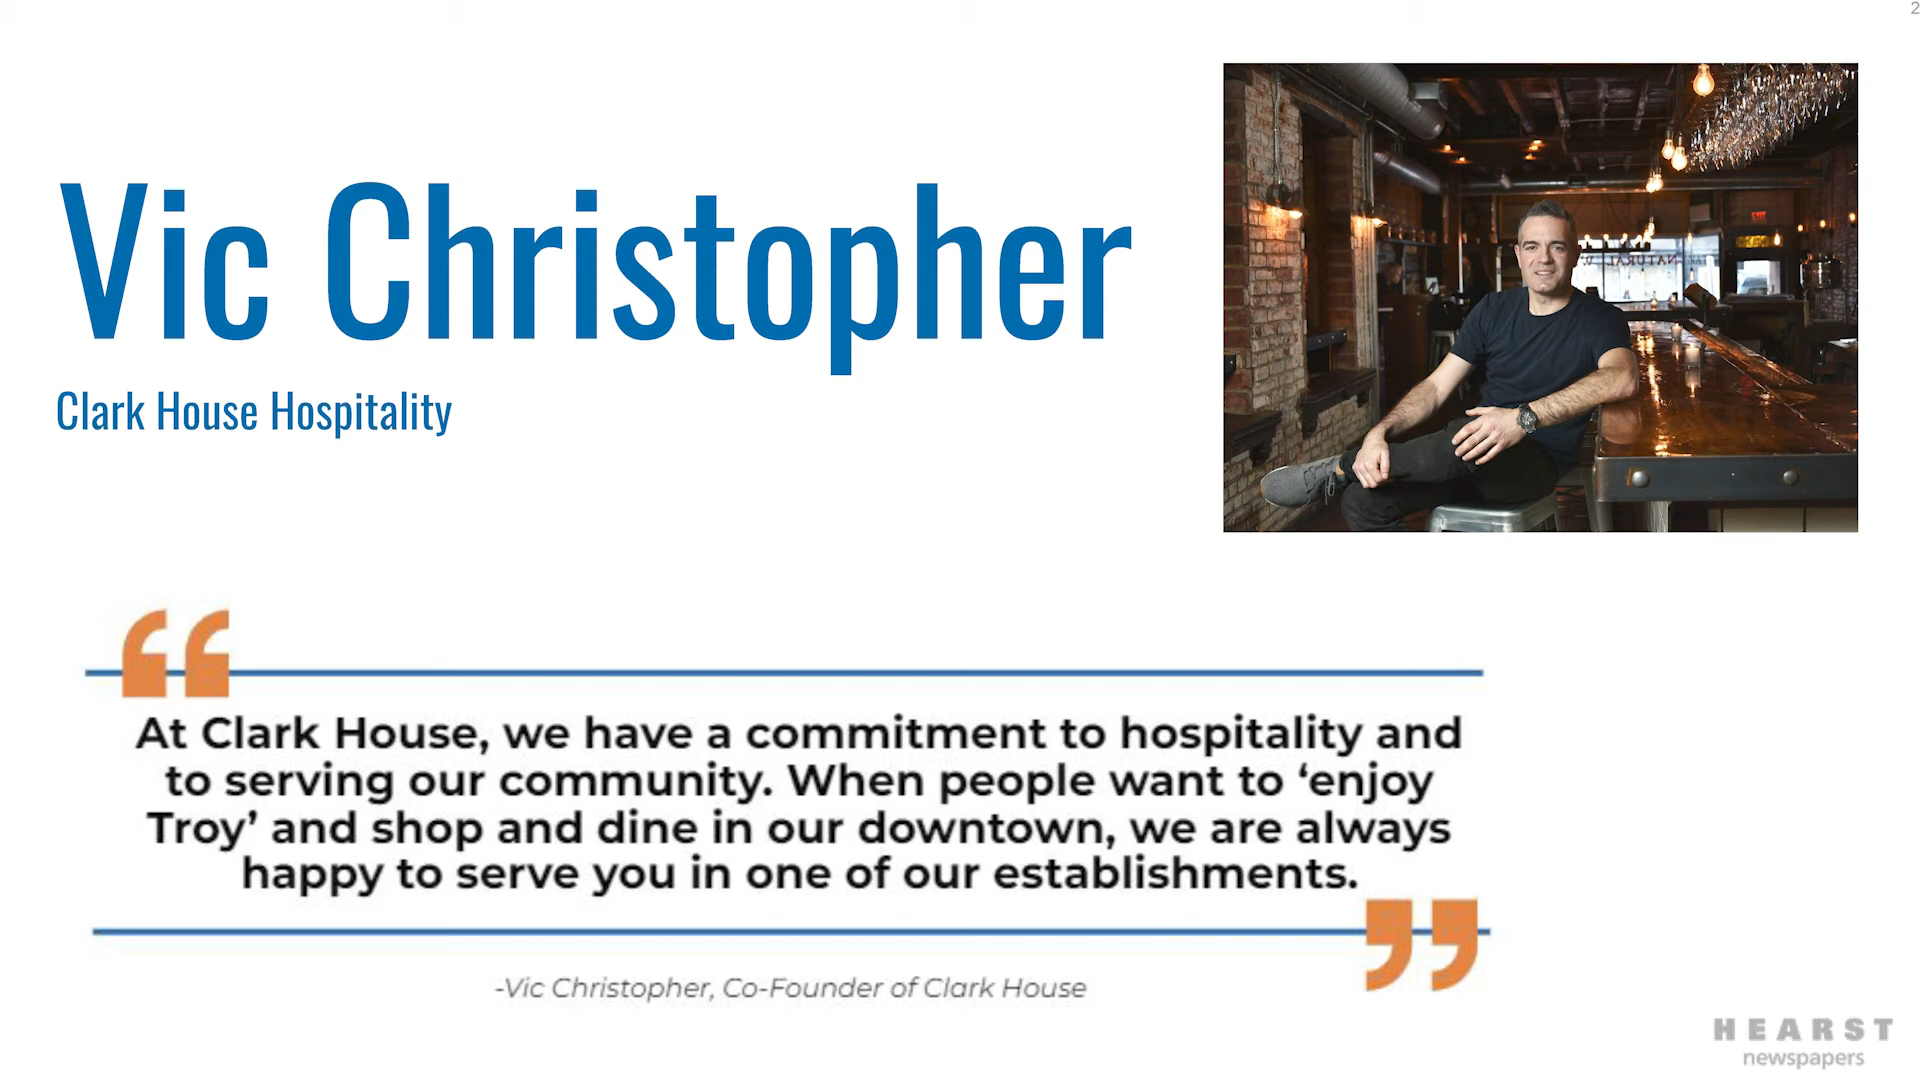 2
Vic Christopher
Clark House Hospitality
NATURAL
At Clark House, we have a commitment to hospitality and
to serving our community. When people want to ‘enjoy
Troy’ and shop and dine in our downtown, we are always
happy to serve you in one of our establishments.
-Vic Christopher, Co-Founder of Clark House
HEARST
newspapers